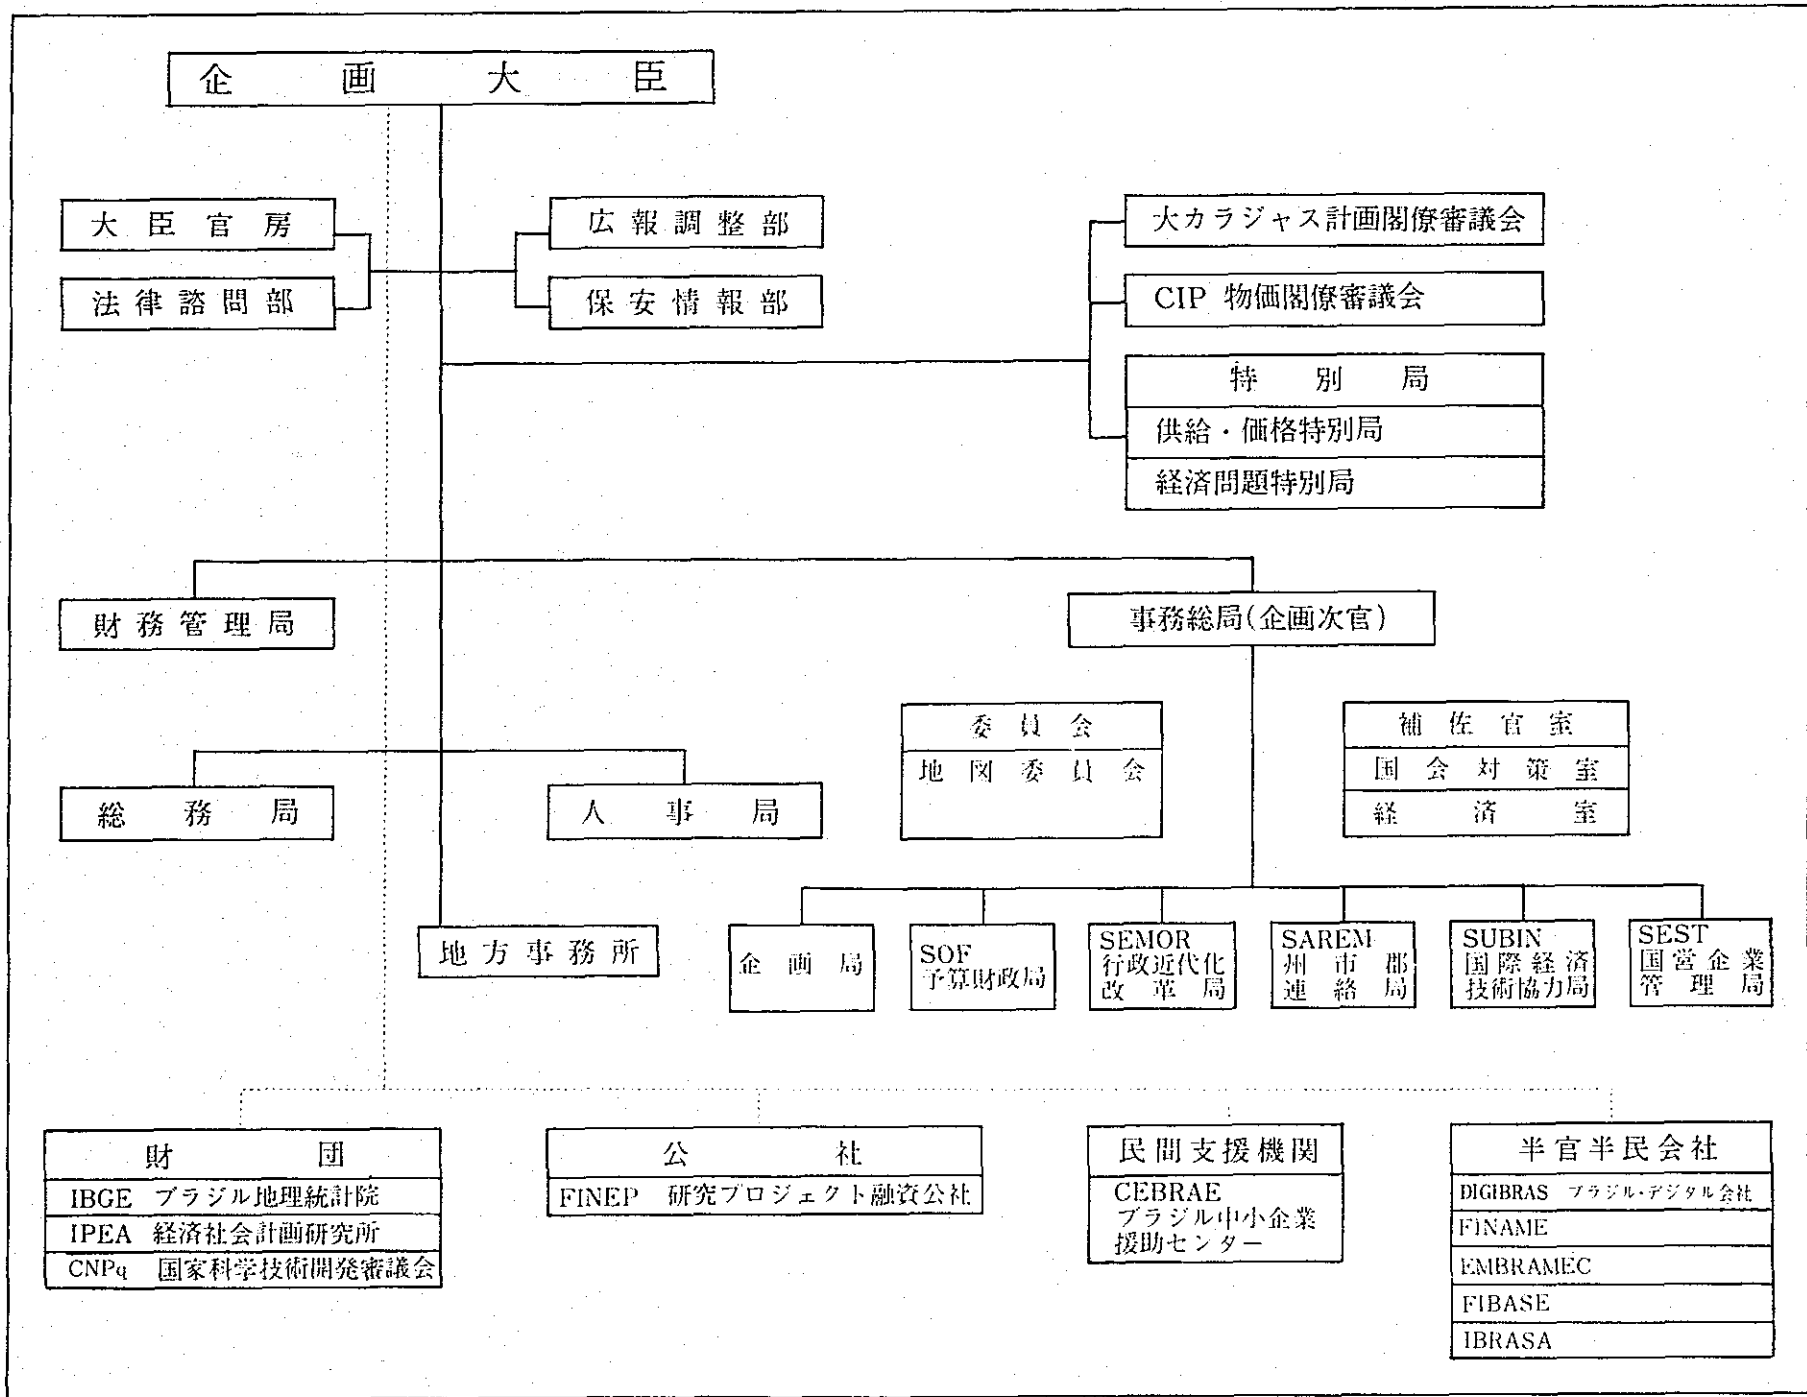 企画大臣
大臣官房
広報調整部
大カラジャス計画閣僚審議会
法律諮問部
保安情報部
CIP 物価閣僚審議会
特別局
供給・価格特別局
経済問題特別局
財務管理局
事務総局(企画次官)
委員会
地図委員会
補佐官室
国会対策室
経済室
総務局
人事局
地方事務所
企画局
SOF
予算財政局
SEMOR
行政近代化
改革局
SAREM
州市郡
連絡局
SUBIN
国際経済
技術協力局
SEST
国営企業
管理局
財団
IBGE ブラジル地理統計院
IPEA 経済社会計画研究所
CNPq 国家科学技術開発審議会
公社
FINEP 研究プロジェクト融資公社
民間支援機関
CEBRAE
ブラジル中小企業
援助センター
半官半民会社
DIGIBRAS ブラジル・デジタル会社
FINAME
EMBRAMEC
FIBASE
IBRASA